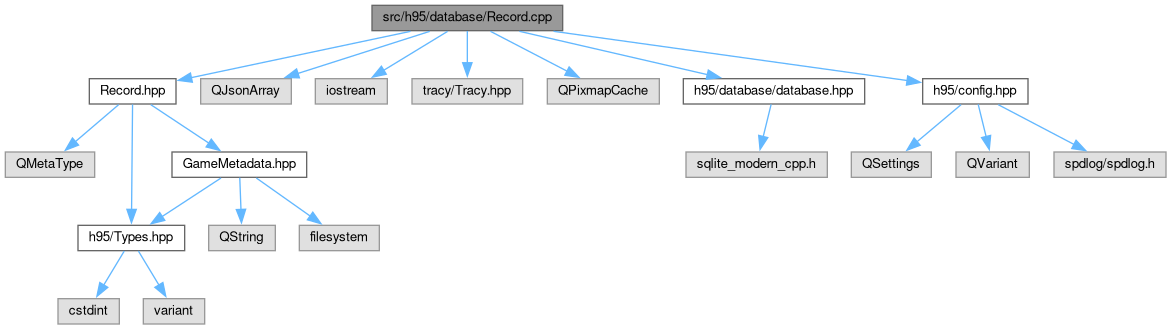 src/h95/database/Record.cpp
Record.hpp
QJsonArray
iostream
tracy/Tracy.hpp
QPixmapCache
h95/database/database.hpp
h95/config.hpp
QMetaType
GameMetadata.hpp
sqlite_modern_cpp.h
QSettings
QVariant
spdlog/spdlog.h
h95/Types.hpp
QString
filesystem
cstdint
variant